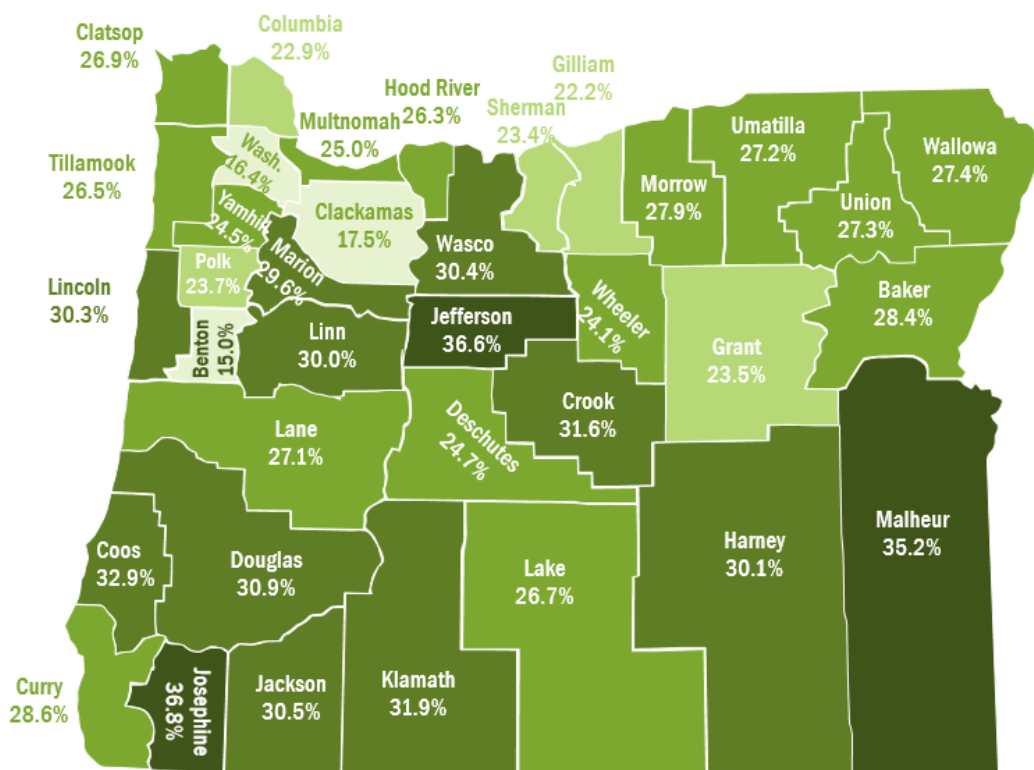 Clatsop
26.9%
Columbia
22.9%
Hood River
26.3%
Gilliam
22.2%
Sherman
23.4%
Multnomah
25.0%
Umatilla
27.2%
Wallowa
27.4%
Tillamook
26.5%
Wash.
16.4%
Morrow
27.9%
Union
27.3%
Yamhill
24.5%
Clackamas
17.5%
Marion
29.6%
Wasco
30.4%
Polk
23.7%
Lincoln
30.3%
Jefferson
36.6%
Wheeler
24.1%
Baker
28.4%
Benton
15.0%
Linn
30.0%
Grant
23.5%
Crook
31.6%
Lane
27.1%
Deschutes
24.7%
Malheur
35.2%
Coos
32.9%
Douglas
30.9%
Lake
26.7%
Harney
30.1%
Curry
28.6%
Josephine
36.8%
Jackson
30.5%
Klamath
31.9%